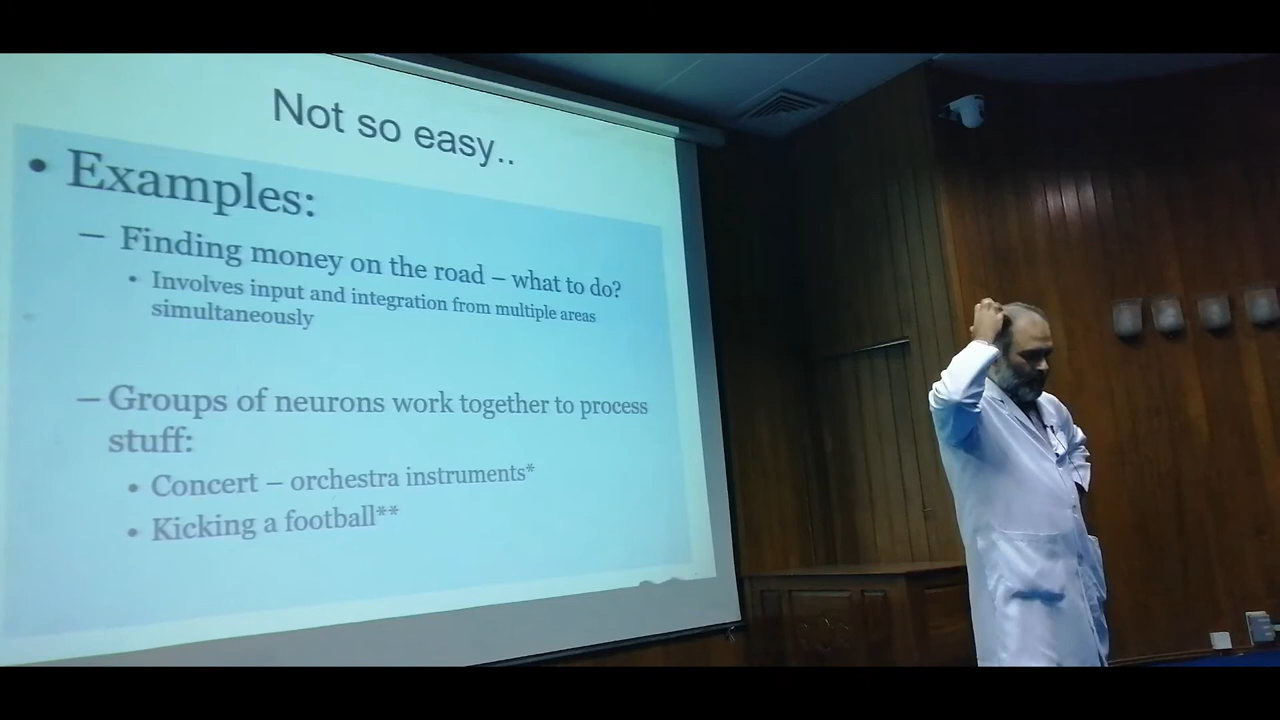 Not so easy..
• Examples:
– Finding money on the road – what to do?
• Involves input and integration from multiple areas
simultaneously
– Groups of neurons work together to process
stuff:
• Concert – orchestra instruments*
• Kicking a football**